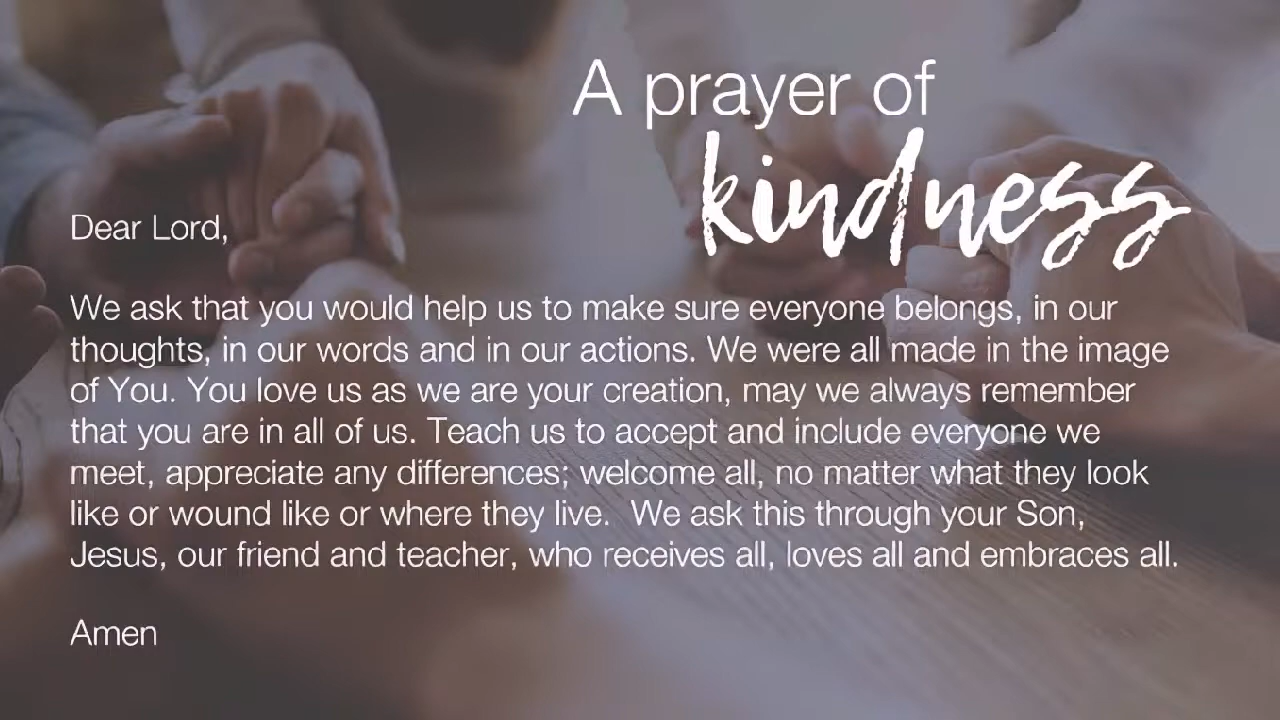 A prayer of
kindness
Dear Lord,
We ask that you would help us to make sure everyone belongs, in our
thoughts, in our words and in our actions. We were all made in the image
of You. You love us as we are your creation, may we always remember
that you are in all of us. Teach us to accept and include everyone we
meet, appreciate any differences; welcome all, no matter what they look
like or wound like or where they live.  We ask this through your Son,
Jesus, our friend and teacher, who receives all, loves all and embraces all.
Amen